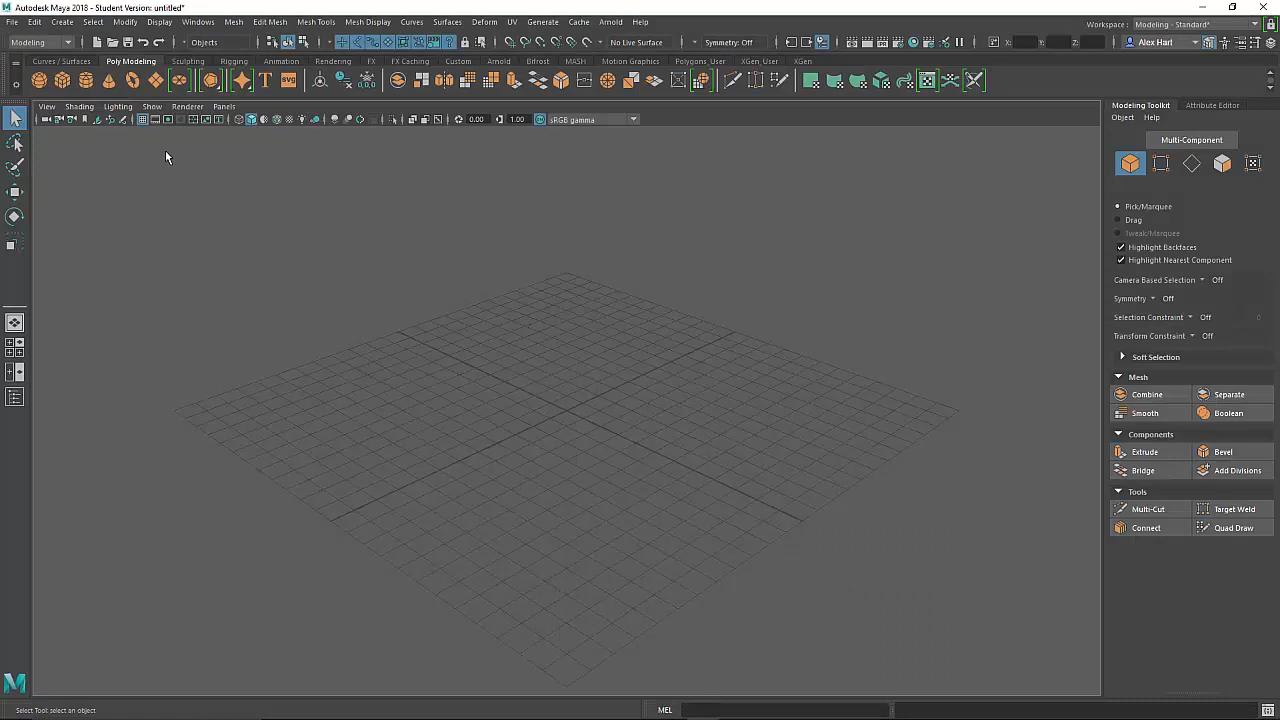 Autodesk Maya 2018 - Student Version: untitled*
File Edit Create Select Modify Display Windows Mesh Edit Mesh Mesh Tools Mesh Display Curves Surfaces Deform UV Generate Cache Arnold Help
Workspace : Modeling - Standard*
Modeling Objects No Live Surface Symmetry: Off X: Y: Z: Alex Hart
Curves / Surfaces Poly Modeling Sculpting Rigging Animation Rendering FX FX Caching Custom Arnold Bifrost MASH Motion Graphics Polygons_User XGen_User XGen
T SVG 0,0,0
View Shading Lighting Show Renderer Panels
0.00 1.00 sRGB gamma
Modeling Toolkit Attribute Editor
Object Help
Multi-Component
Pick/Marquee
Drag
Tweak/Marquee
Highlight Backfaces
Highlight Nearest Component
Camera Based Selection Off
Symmetry Off
Selection Constraint Off 0
Transform Constraint Off
Soft Selection
Mesh
Combine Separate
Smooth Boolean
Components
Extrude Bevel
Bridge Add Divisions
Tools
Multi-Cut Target Weld
Connect Quad Draw
Select Tool: select an object MEL